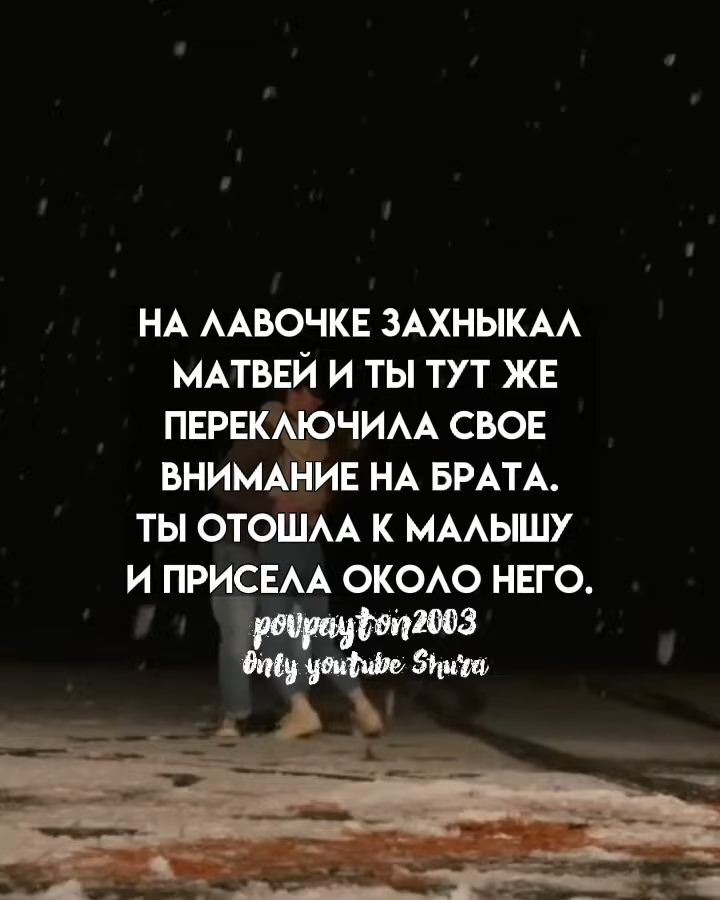 НА ЛАВОЧКЕ ЗАХНЫКАЛ
МАТВЕЙ И ТЫ ТУТ ЖЕ
ПЕРЕКЛЮЧИЛА СВОЕ
ВНИМАНИЕ НА БРАТА.
ТЫ ОТОШЛА К МАЛЫШУ
И ПРИСЕЛА ОКОЛО НЕГО.
povpayton2003
Only youtube Shura